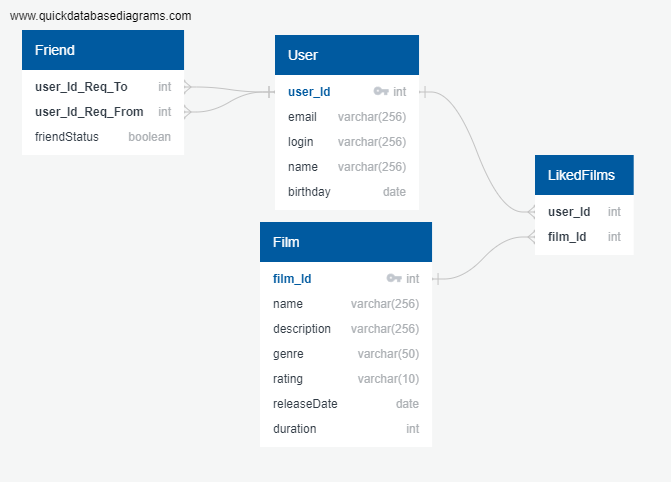 www.quickdatabasediagrams.com
Friend
user_Id_Req_To int
user_Id_Req_From int
friendStatus boolean
User
user_Id int
email varchar(256)
login varchar(256)
name varchar(256)
birthday date
Film
film_Id int
name varchar(256)
description varchar(256)
genre varchar(50)
rating varchar(10)
releaseDate date
duration int
LikedFilms
user_Id int
film_Id int